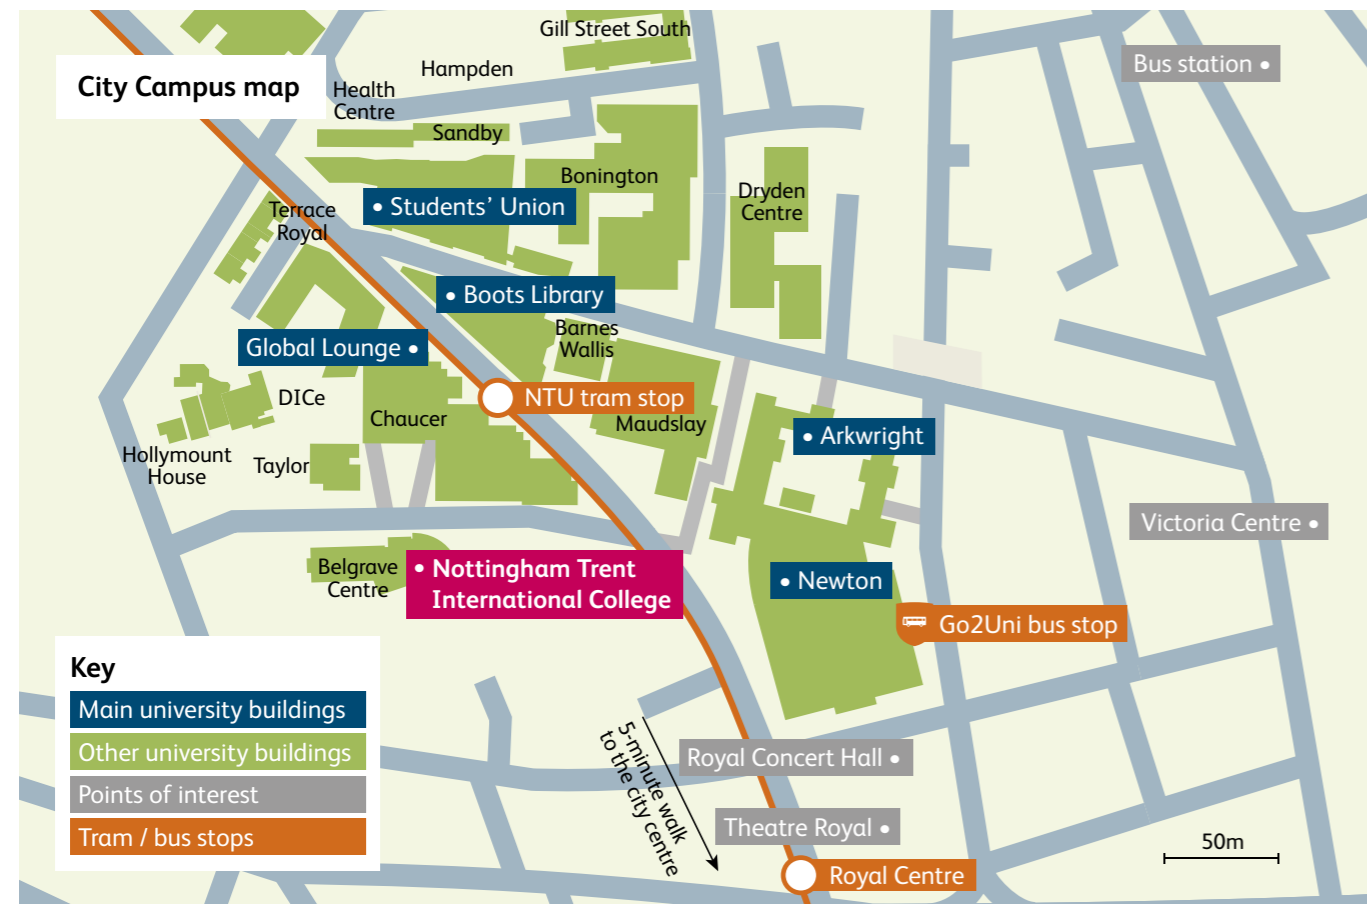 Gill Street South
Bus station
City Campus map
Hampden
Health
Centre
Sandby
Bonington
Dryden
Centre
Students’ Union
Terrace
Royal
Boots Library
Barnes
Wallis
Global Lounge
DICe
NTU tram stop
Chaucer
Maudslay
Arkwright
Hollymount
House
Taylor
Victoria Centre
Belgrave
Centre
Nottingham Trent
International College
Newton
Go2Uni bus stop
Key
Main university buildings
Other university buildings
Points of interest
Tram / bus stops
5-minute walk
to the city centre
Royal Concert Hall
Theatre Royal
50m
Royal Centre